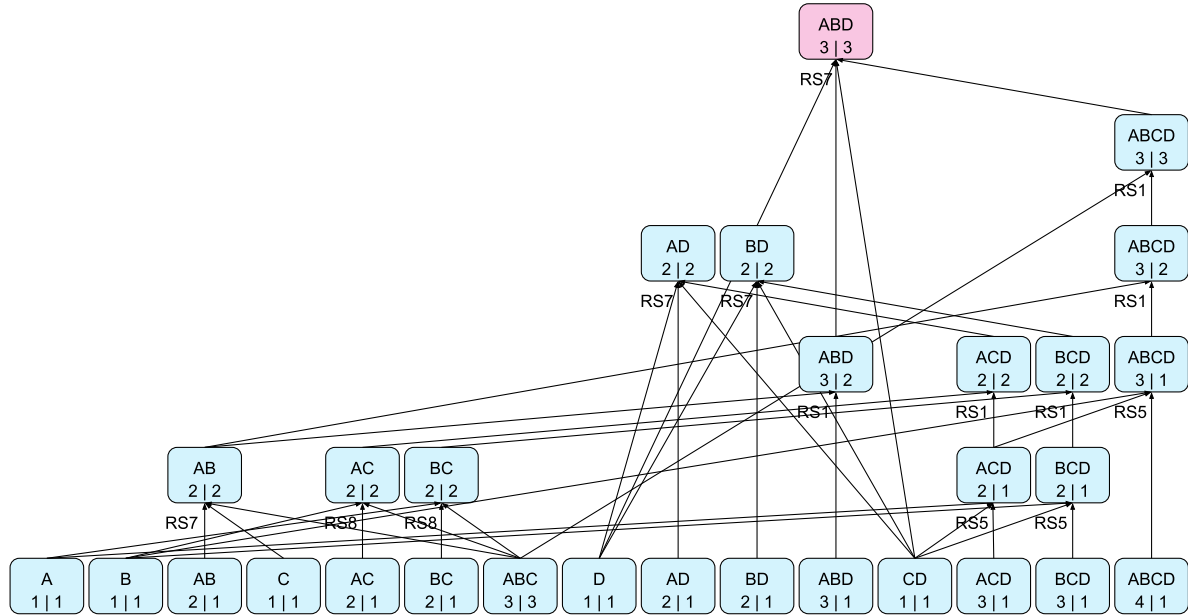 ABD
3 | 3
RS7
ABCD
3 | 3
RS1
AD
2 | 2
BD
2 | 2
ABCD
3 | 2
RS7
RS7
RS1
ABD
3 | 2
ACD
2 | 2
BCD
2 | 2
ABCD
3 | 1
RS1
RS1
RS1
RS5
AB
2 | 2
AC
2 | 2
BC
2 | 2
ACD
2 | 1
BCD
2 | 1
RS7
RS8
RS8
RS5
RS5
A
1 | 1
B
1 | 1
AB
2 | 1
C
1 | 1
AC
2 | 1
BC
2 | 1
ABC
3 | 3
D
1 | 1
AD
2 | 1
BD
2 | 1
ABD
3 | 1
CD
1 | 1
ACD
3 | 1
BCD
3 | 1
ABCD
4 | 1